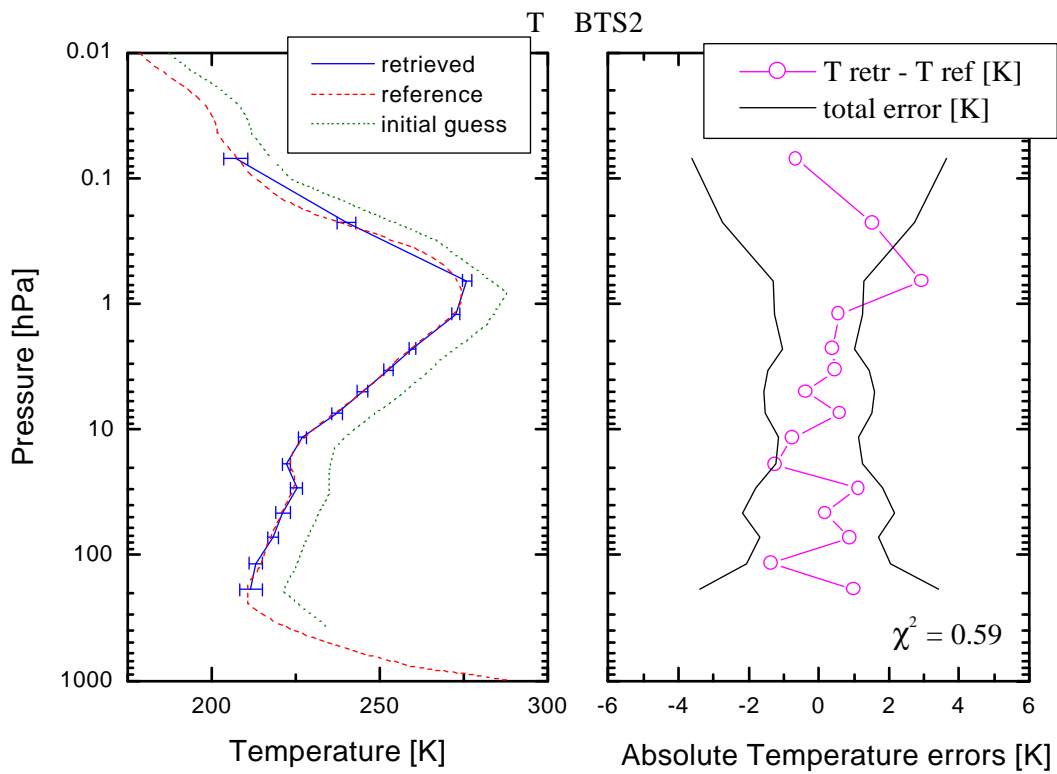 T BTS2
retrieved
reference
initial guess
T retr - T ref [K]
total error [K]
0.01
0.1
1
10
100
1000
Pressure [hPa]
200
250
300
Temperature [K]
-6
-4
-2
0
2
4
6
Absolute Temperature errors [K]
χ² = 0.59